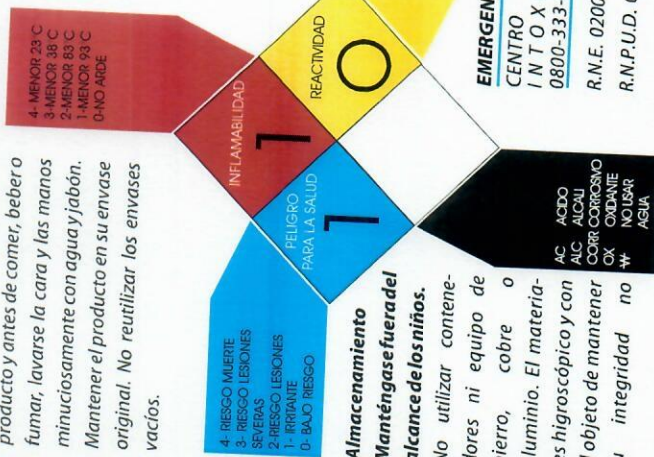 producto y antes de comer, beber o
fumar, lavarse la cara y las manos
minuciosamente con agua y jabón.
Mantener el producto en su envase
original. No reutilizar los envases
vacíos.
4- RIESGO MUERTE
3- RIESGO LESIONES
SEVERAS
2-RIESGO LESIONES
1- IRRITANTE
0- BAJO RIESGO
4- MENOR 23°C
3-MENOR 38°C
2-MENOR 83°C
1-MENOR 93°C
0-NO ARDE
INFLAMABILIDAD
1
PELIGRO
PARA LA SALUD
1
REACTIVIDAD
0
AC ACIDO
ALC ALCALI
CORR CORROSIVO
OX OXIDANTE
W NO USAR
AGUA
Almacenamiento
Manténgase fuera del
alcance de los niños.
No utilizar contene-
dores ni equipo de
ierro, cobre o
luminio. El materia-
es higroscópico y con
l objeto de mantener
u integridad no
EMERGEN
CENTRO
INTOX
0800-333-
R.N.E. 0200
R.N.P.U.D.